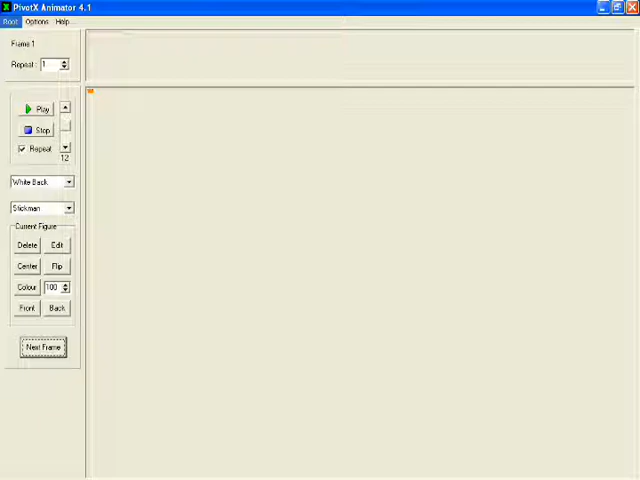 PivotX Animator 4.1
Root Options Help...
Frame 1
Repeat : 1
Play
Stop
Repeat
12
White Back
Stickman
Current Figure
Delete Edit
Center Flip
Colour 100
Front Back
Next Frame